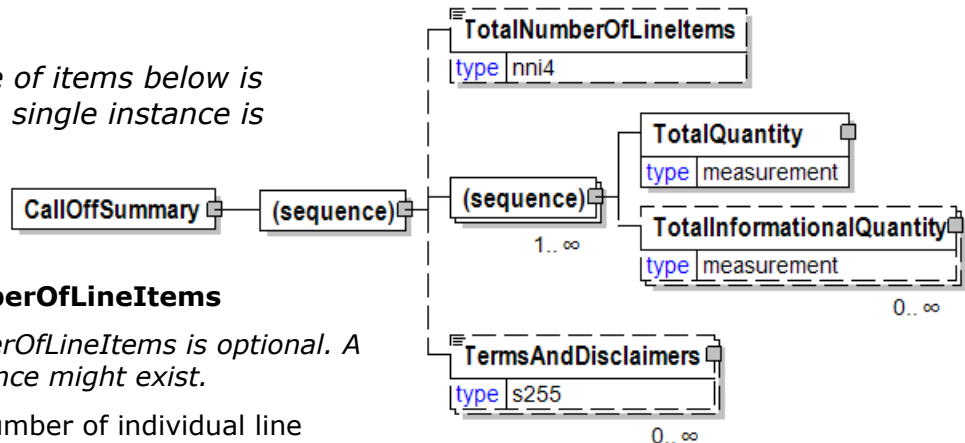 of items below is
single instance is
berOfLineItems
erOfLineItems is optional. A
nce might exist.
umber of individual line
TotalNumberOfLineItems
type nni4
CallOffSummary
(sequence)
(sequence)
1.. ∞
TotalQuantity
type measurement
TotalInformationalQuantity
type measurement
0.. ∞
TermsAndDisclaimers
type s255
0.. ∞